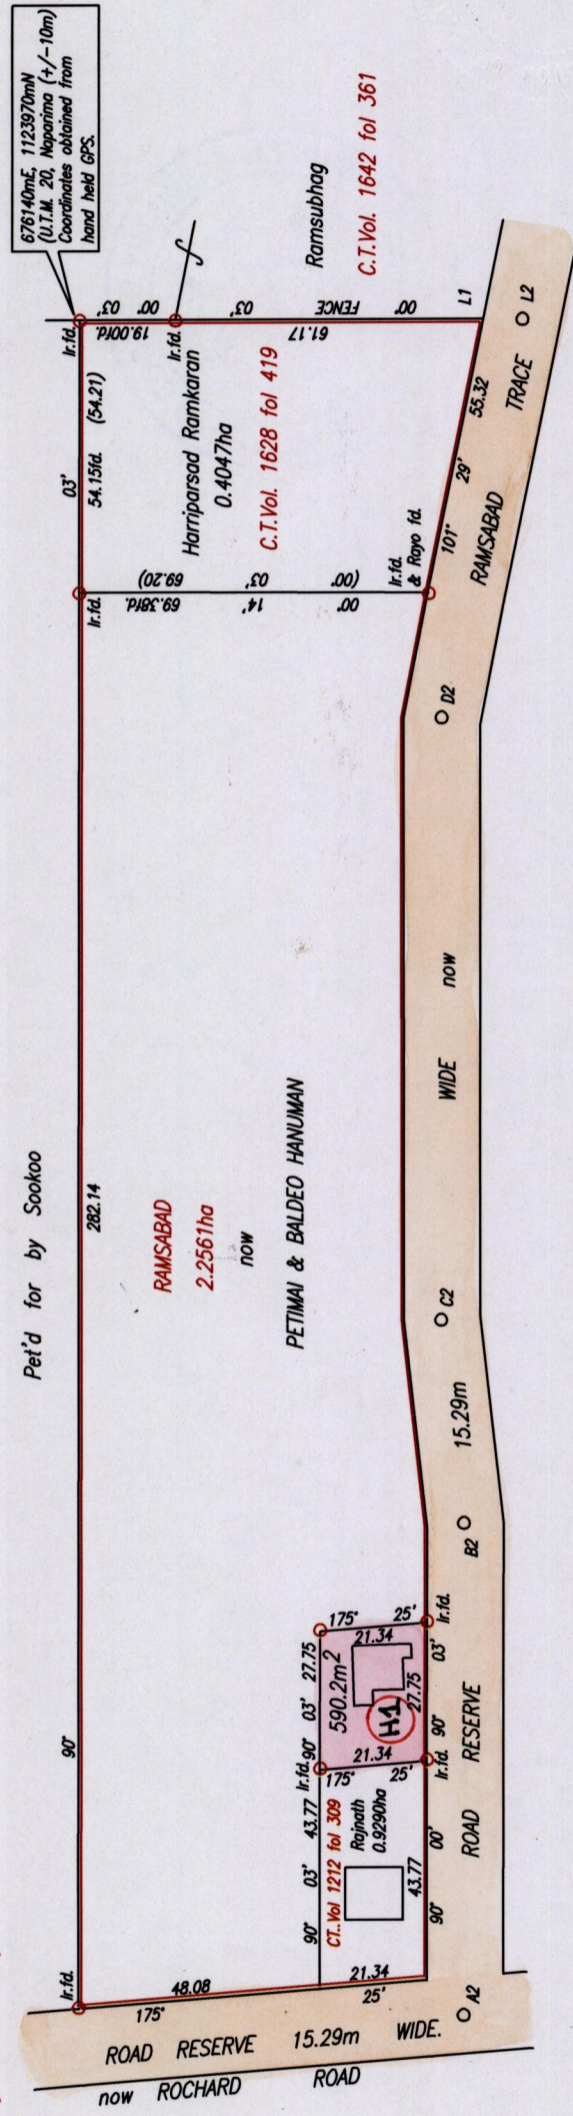 676140mE, 1123970mN
(U.T.M. 20, Naparima (+/-10m)
Coordinates obtained from
hand held GPS.
Pet'd for by Sookoo
90° 282.14 03'
54.15fd. (54.21)
Ir.fd.
Ir.fd.
Ir.fd.
19.00fd. 00° 03'
Ir.fd.
61.17 FENCE 00° 03'
Ramsubhag
C.T.Vol. 1642 fol 361
Harriparsad Ramkaran
0.4047ha
C.T.Vol. 1628 fol 419
69.38fd. (69.20)
00° 14'
(00° 03'
Ir.fd.
& Rayo fd.
101° 29' 55.32
L1
L2
RAMSABAD TRACE
D2
RAMSABAD
2.2561ha
now
PETIMAI & BALDEO HANUMAN
ROAD RESERVE 15.29m WIDE now
C2
B2
A2
90° 03' 43.77
Ir.fd.
90° 03' 27.75
590.2m²
H1
175° 25'
21.34
175° 25'
21.34
90° 27.75 03'
Ir.fd.
Ir.fd.
C.T..Vol 1212 fol 309
Rajnath
0.9290ha
90° 43.77 00'
175° 48.08
21.34
25'
ROAD RESERVE 15.29m WIDE.
now ROCHARD ROAD